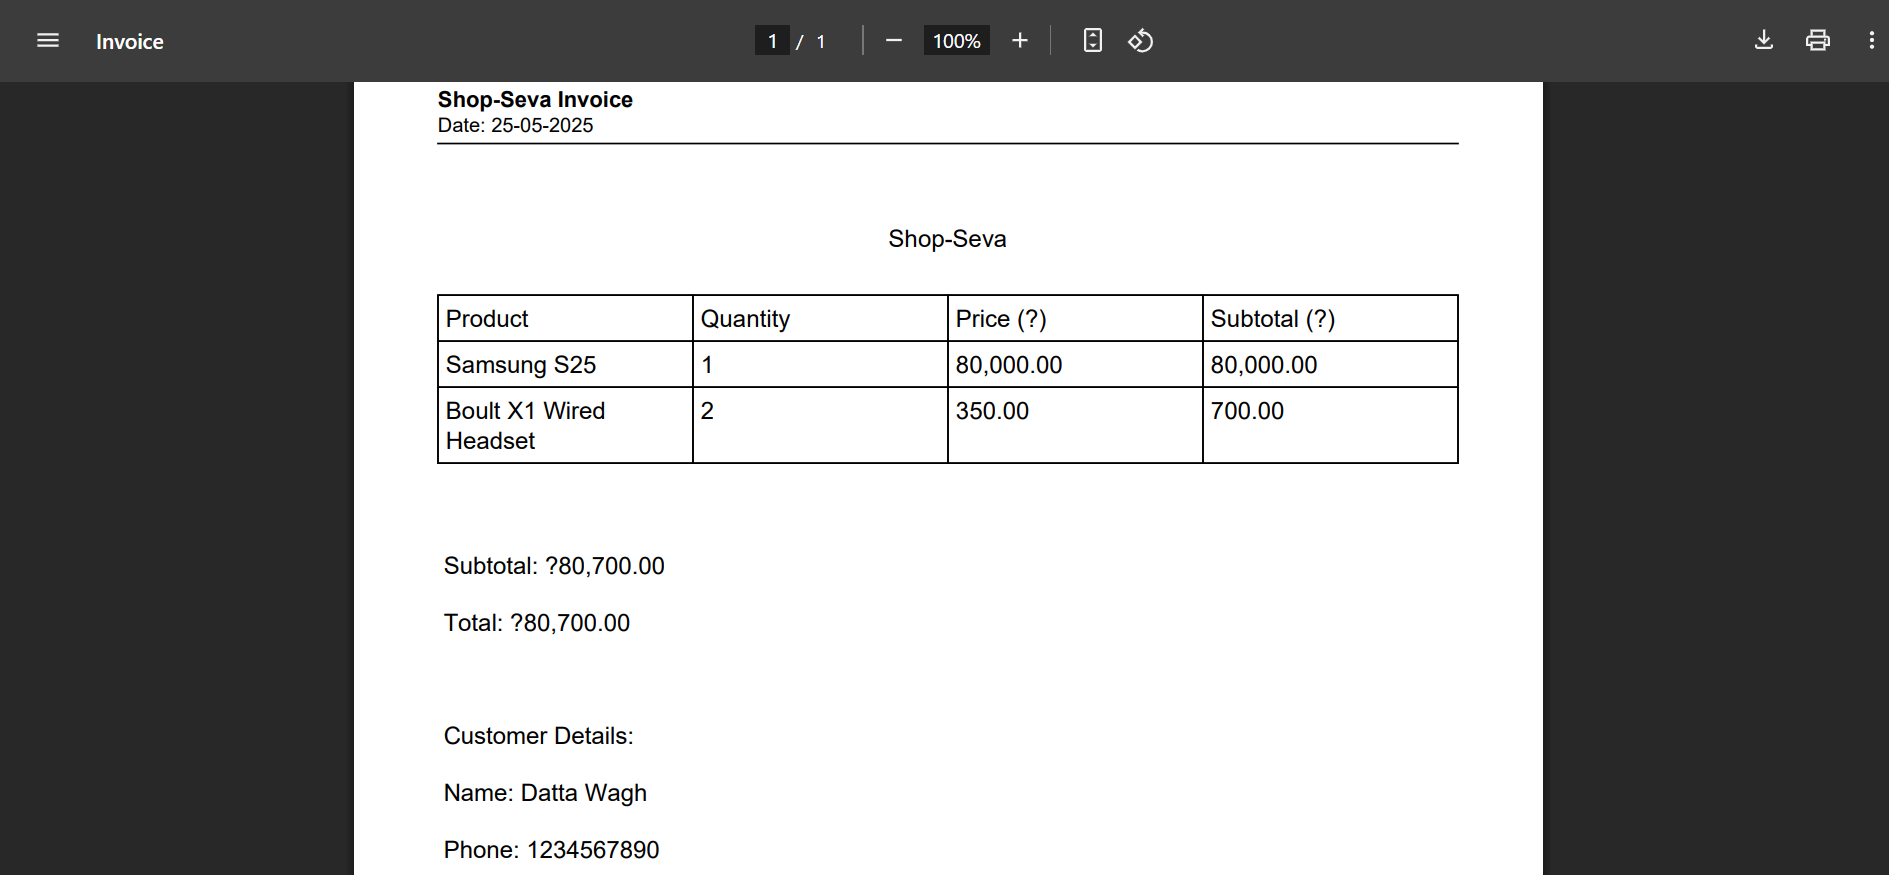 Invoice
1 / 1
100%
Shop-Seva Invoice
Date: 25-05-2025
Shop-Seva
Product Quantity Price (?) Subtotal (?)
Samsung S25 1 80,000.00 80,000.00
Boult X1 Wired 2 350.00 700.00
Headset
Subtotal: ?80,700.00
Total: ?80,700.00
Customer Details:
Name: Datta Wagh
Phone: 1234567890